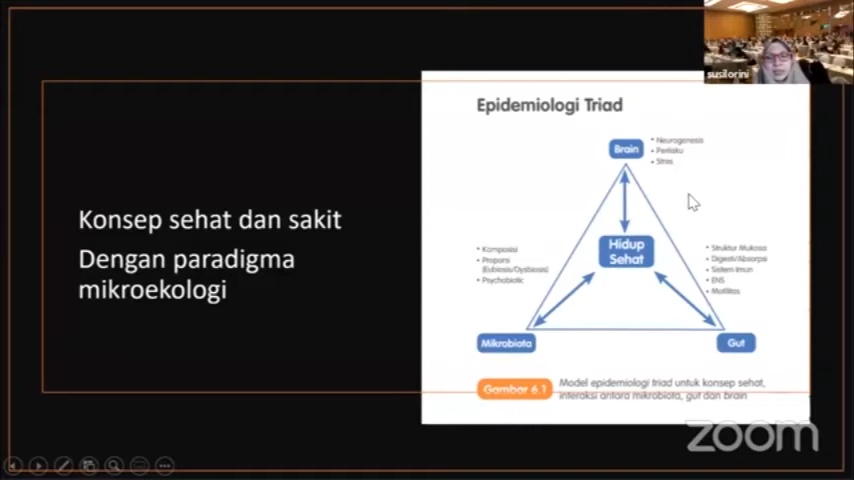 susilorini
Konsep sehat dan sakit
Dengan paradigma
mikroekologi
Epidemiologi Triad
Brain
• Neurogenesis
• Perilaku
• Stres
Hidup
Sehat
• Komposisi
• Proporsi
(Eubiosis/Dysbiosis)
• Psychobiotic
• Struktur Mukosa
• Digesti/Absorpsi
• Sistem Imun
• ENS
• Motilitas
Mikrobiota
Gut
Gambar 6.1
Model epidemiologi triad untuk konsep sehat,
interaksi antara mikrobiota, gut dan brain
zoom